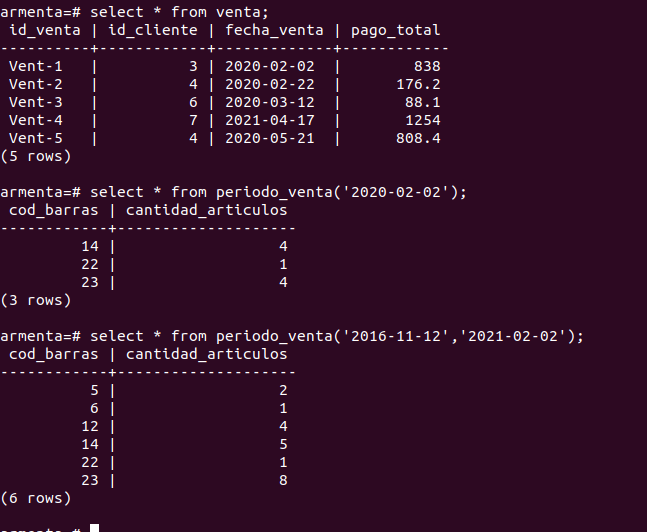 armenta=# select * from venta;
 id_venta | id_cliente | fecha_venta | pago_total
----------+------------+-------------+------------
 Vent-1   |          3 | 2020-02-02  |        838
 Vent-2   |          4 | 2020-02-22  |      176.2
 Vent-3   |          6 | 2020-03-12  |       88.1
 Vent-4   |          7 | 2021-04-17  |       1254
 Vent-5   |          4 | 2020-05-21  |      808.4
(5 rows)

armenta=# select * from periodo_venta('2020-02-02');
 cod_barras | cantidad_articulos
------------+--------------------
         14 |                  4
         22 |                  1
         23 |                  4
(3 rows)

armenta=# select * from periodo_venta('2016-11-12','2021-02-02');
 cod_barras | cantidad_articulos
------------+--------------------
          5 |                  2
          6 |                  1
         12 |                  4
         14 |                  5
         22 |                  1
         23 |                  8
(6 rows)

armenta=#